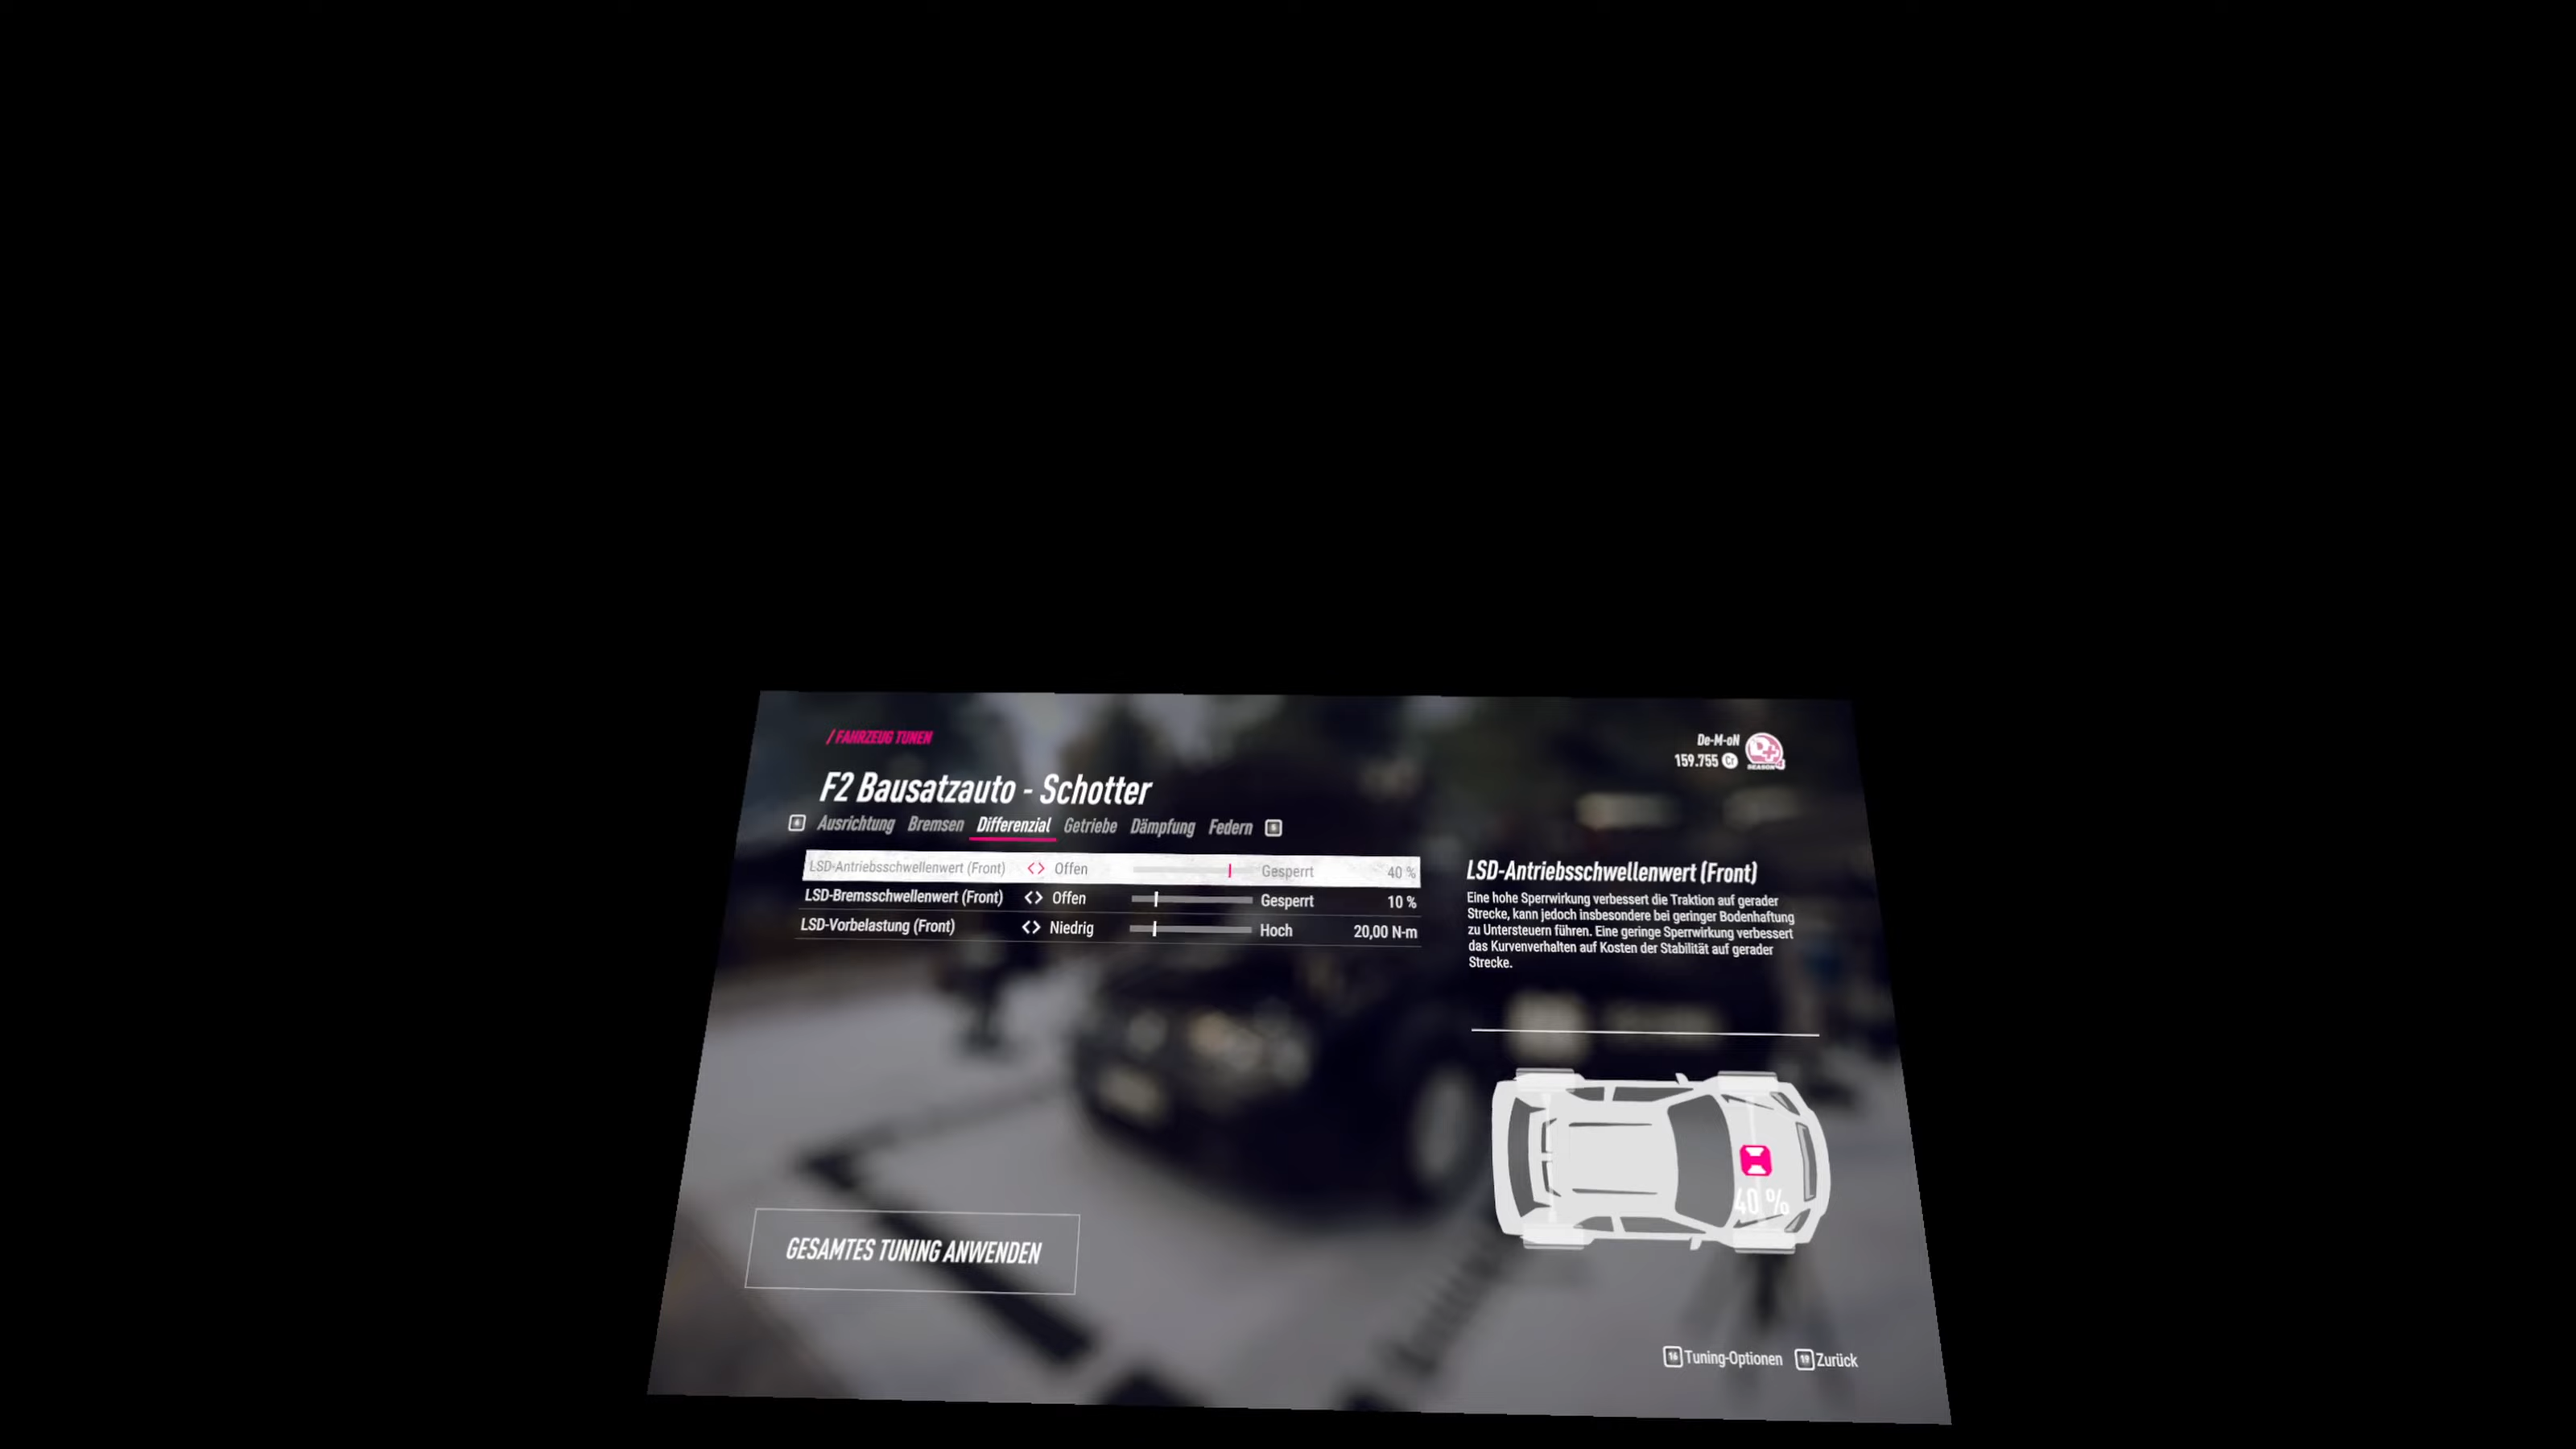 / FAHRZEUG TUNEN
De-M-oN
159.755 Cr
F2 Bausatzauto - Schotter
Ausrichtung Bremsen Differenzial Getriebe Dämpfung Federn
LSD-Antriebsschwellenwert (Front) <> Offen Gesperrt 40 %
LSD-Bremsschwellenwert (Front) <> Offen Gesperrt 10 %
LSD-Vorbelastung (Front) <> Niedrig Hoch 20,00 N-m
LSD-Antriebsschwellenwert (Front)
Eine hohe Sperrwirkung verbessert die Traktion auf gerader
Strecke, kann jedoch insbesondere bei geringer Bodenhaftung
zu Untersteuern führen. Eine geringe Sperrwirkung verbessert
das Kurvenverhalten auf Kosten der Stabilität auf gerader
Strecke.
40 %
GESAMTES TUNING ANWENDEN
Tuning-Optionen Zurück